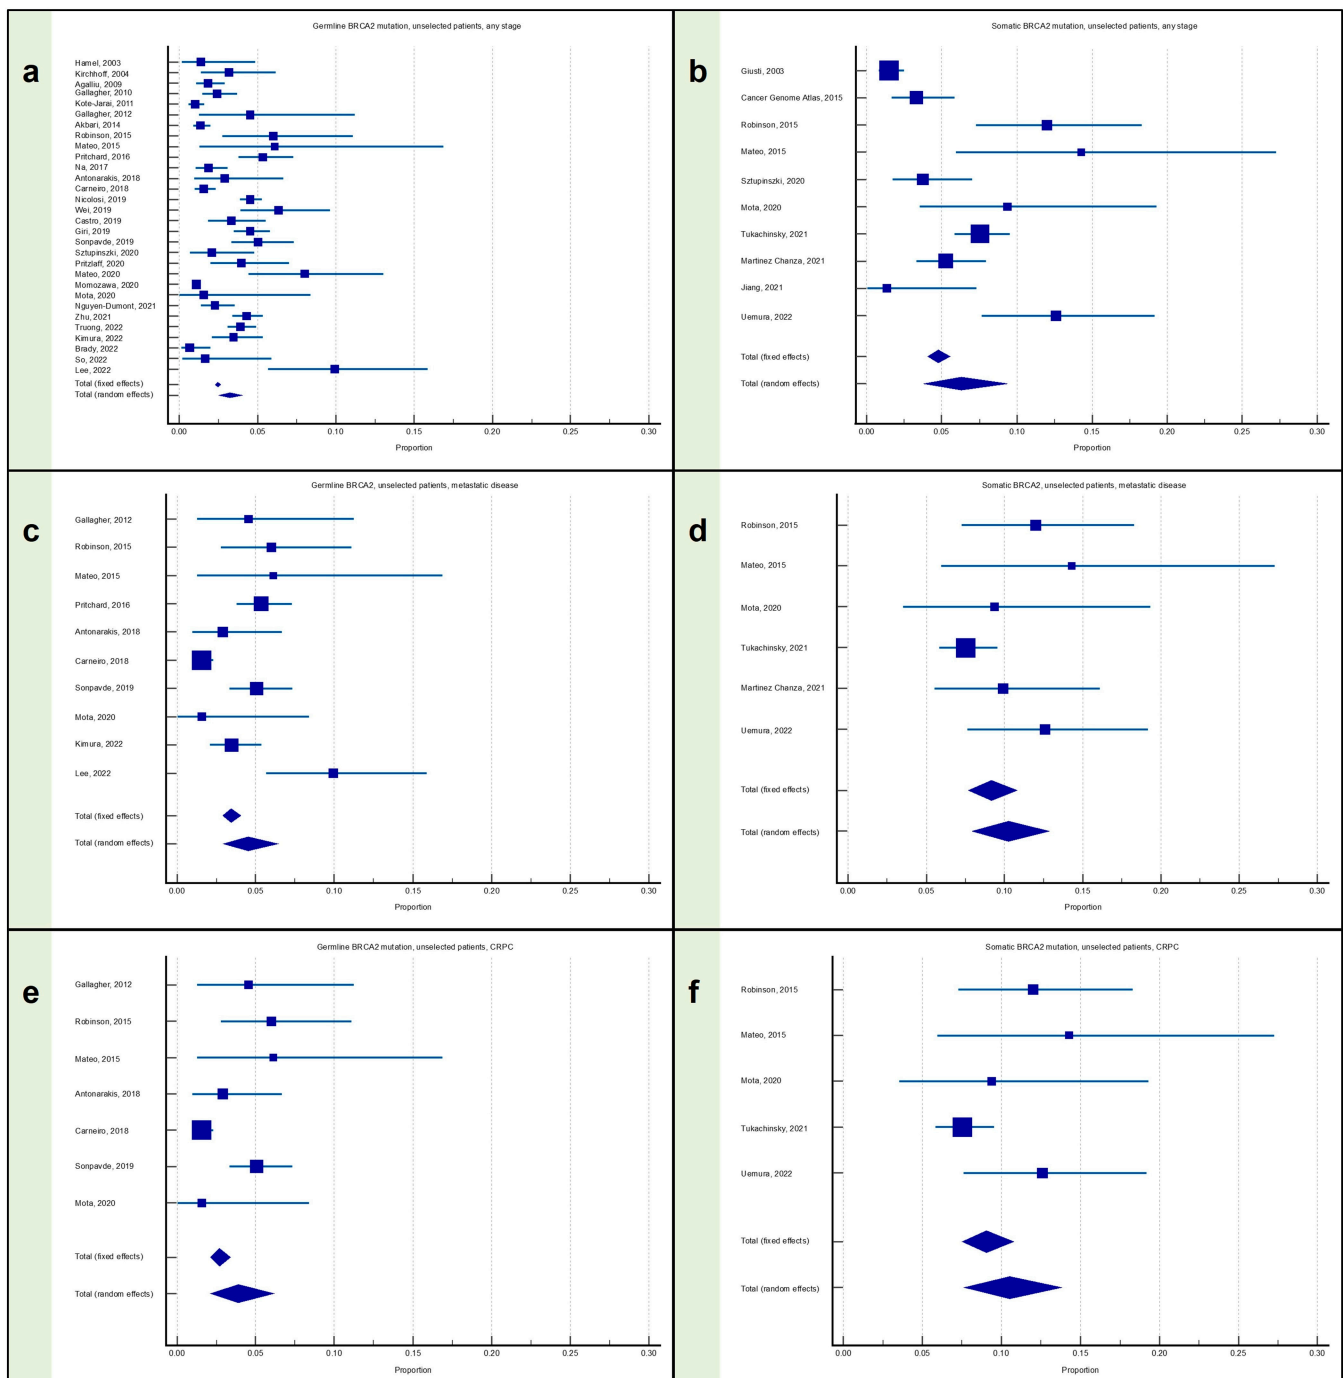 a
Germline BRCA2 mutation, unselected patients, any stage
Hamel, 2003
Kirchhoff, 2004
Agalliu, 2009
Gallagher, 2010
Kote-Jarai, 2011
Gallagher, 2012
Akbari, 2014
Robinson, 2015
Mateo, 2015
Pritchard, 2016
Na, 2017
Antonarakis, 2018
Carneiro, 2018
Nicolosi, 2019
Wei, 2019
Castro, 2019
Giri, 2019
Sonpavde, 2019
Sztupinszki, 2020
Pritzlaff, 2020
Mateo, 2020
Momozawa, 2020
Mota, 2020
Nguyen-Dumont, 2021
Zhu, 2021
Truong, 2022
Kimura, 2022
Brady, 2022
So, 2022
Lee, 2022
Total (fixed effects)
Total (random effects)
0.00 0.05 0.10 0.15 0.20 0.25 0.30
Proportion
b
Somatic BRCA2 mutation, unselected patients, any stage
Giusti, 2003
Cancer Genome Atlas, 2015
Robinson, 2015
Mateo, 2015
Sztupinszki, 2020
Mota, 2020
Tukachinsky, 2021
Martinez Chanza, 2021
Jiang, 2021
Uemura, 2022
Total (fixed effects)
Total (random effects)
0.00 0.05 0.10 0.15 0.20 0.25 0.30
Proportion
c
Germline BRCA2, unselected patients, metastatic disease
Gallagher, 2012
Robinson, 2015
Mateo, 2015
Pritchard, 2016
Antonarakis, 2018
Carneiro, 2018
Sonpavde, 2019
Mota, 2020
Kimura, 2022
Lee, 2022
Total (fixed effects)
Total (random effects)
0.00 0.05 0.10 0.15 0.20 0.25 0.30
Proportion
d
Somatic BRCA2, unselected patients, metastatic disease
Robinson, 2015
Mateo, 2015
Mota, 2020
Tukachinsky, 2021
Martinez Chanza, 2021
Uemura, 2022
Total (fixed effects)
Total (random effects)
0.00 0.05 0.10 0.15 0.20 0.25 0.30
Proportion
e
Germline BRCA2 mutation, unselected patients, CRPC
Gallagher, 2012
Robinson, 2015
Mateo, 2015
Antonarakis, 2018
Carneiro, 2018
Sonpavde, 2019
Mota, 2020
Total (fixed effects)
Total (random effects)
0.00 0.05 0.10 0.15 0.20 0.25 0.30
Proportion
f
Somatic BRCA2 mutation, unselected patients, CRPC
Robinson, 2015
Mateo, 2015
Mota, 2020
Tukachinsky, 2021
Uemura, 2022
Total (fixed effects)
Total (random effects)
0.00 0.05 0.10 0.15 0.20 0.25 0.30
Proportion